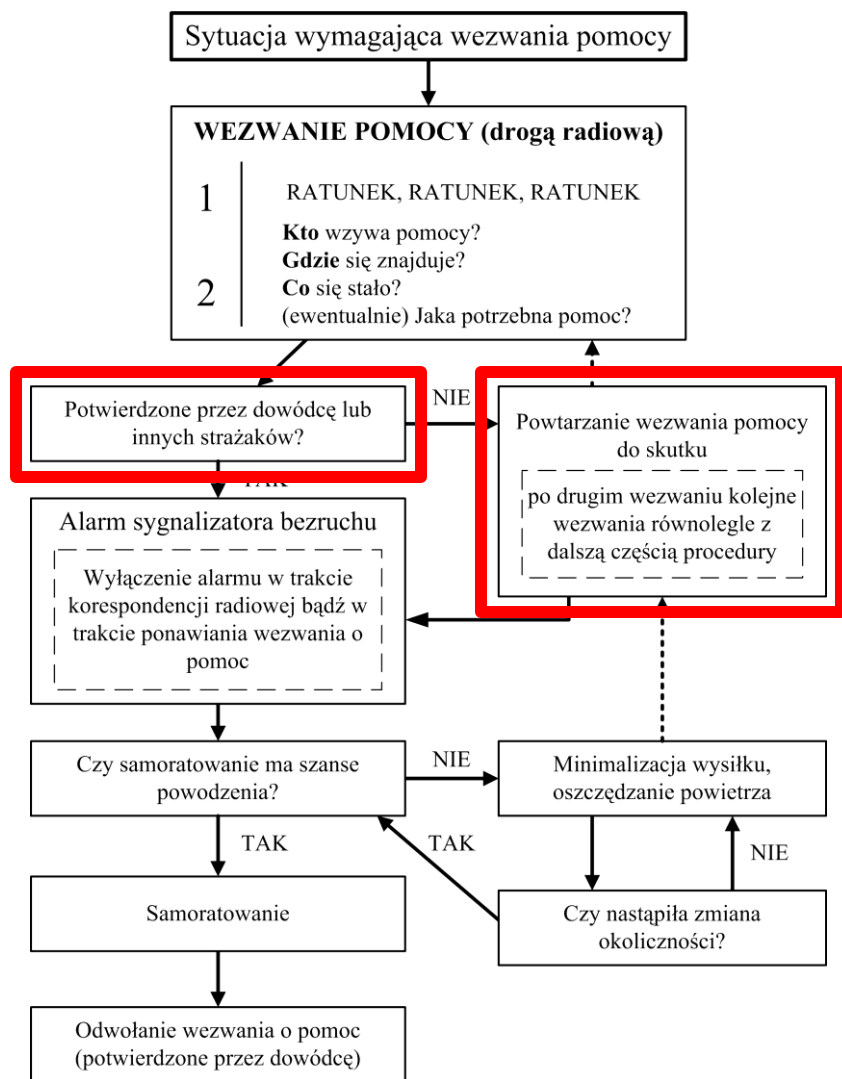 Sytuacja wymagająca wezwania pomocy
WEZWANIE POMOCY (drogą radiową)
1
RATUNEK, RATUNEK, RATUNEK
2
Kto wzywa pomocy?
Gdzie się znajduje?
Co się stało?
(ewentualnie) Jaka potrzebna pomoc?
Potwierdzone przez dowódcę lub
innych strażaków?
NIE
Powtarzanie wezwania pomocy
do skutku
po drugim wezwaniu kolejne
wezwania równolegle z
dalszą częścią procedury
TAK
Alarm sygnalizatora bezruchu
Wyłączenie alarmu w trakcie
korespondencji radiowej bądź w
trakcie ponawiania wezwania o
pomoc
Czy samoratowanie ma szanse
powodzenia?
NIE
Minimalizacja wysiłku,
oszczędzanie powietrza
TAK
TAK
NIE
Samoratowanie
Czy nastąpiła zmiana
okoliczności?
Odwołanie wezwania o pomoc
(potwierdzone przez dowódcę)